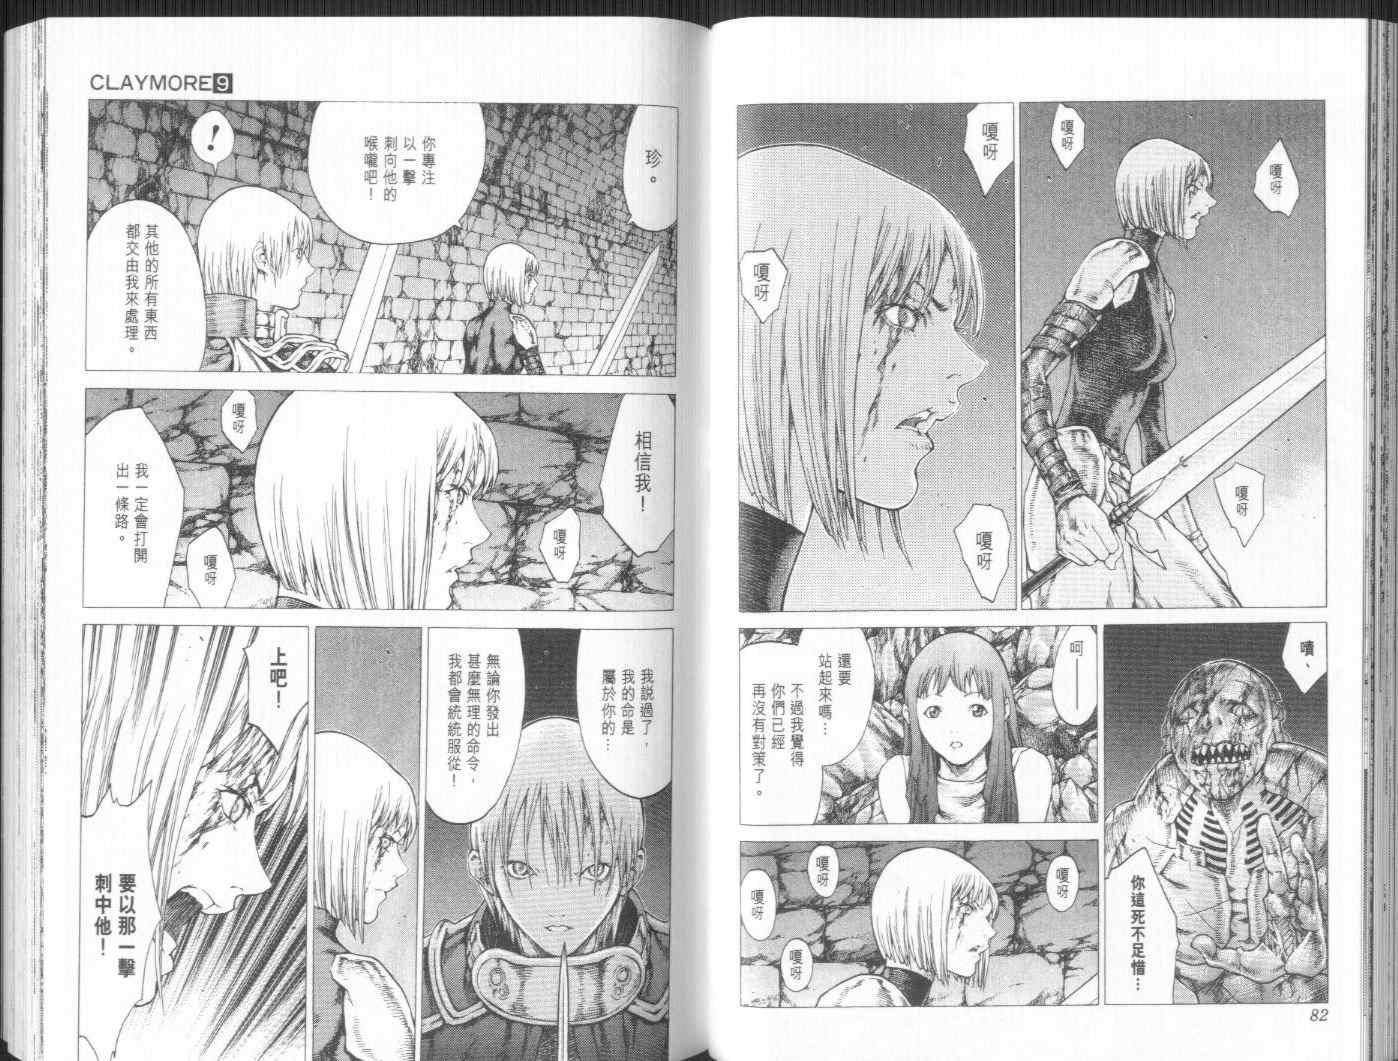 嘎呀
嘎呀
嘎呀
嘎呀
嘎呀
嘎呀
嘖、
你這死不足惜…
呵——
還要
站起來嗎…
不過我覺得
你們已經
再沒有對策了。
嘎呀
嘎呀
嘎呀
嘎呀
82
CLAYMORE9
珍。
你專注
以一擊
刺向他的
喉嚨吧！
！
其他的所有東西
都交由我來處理。
相信我！
嘎呀
嘎呀
嘎呀
我一定會打開
出一條路。
我說過了，
我的命是
屬於你的…
無論你發出
甚麼無理的命令，
我都會統統服從！
上吧！
要以那一擊
刺中他！